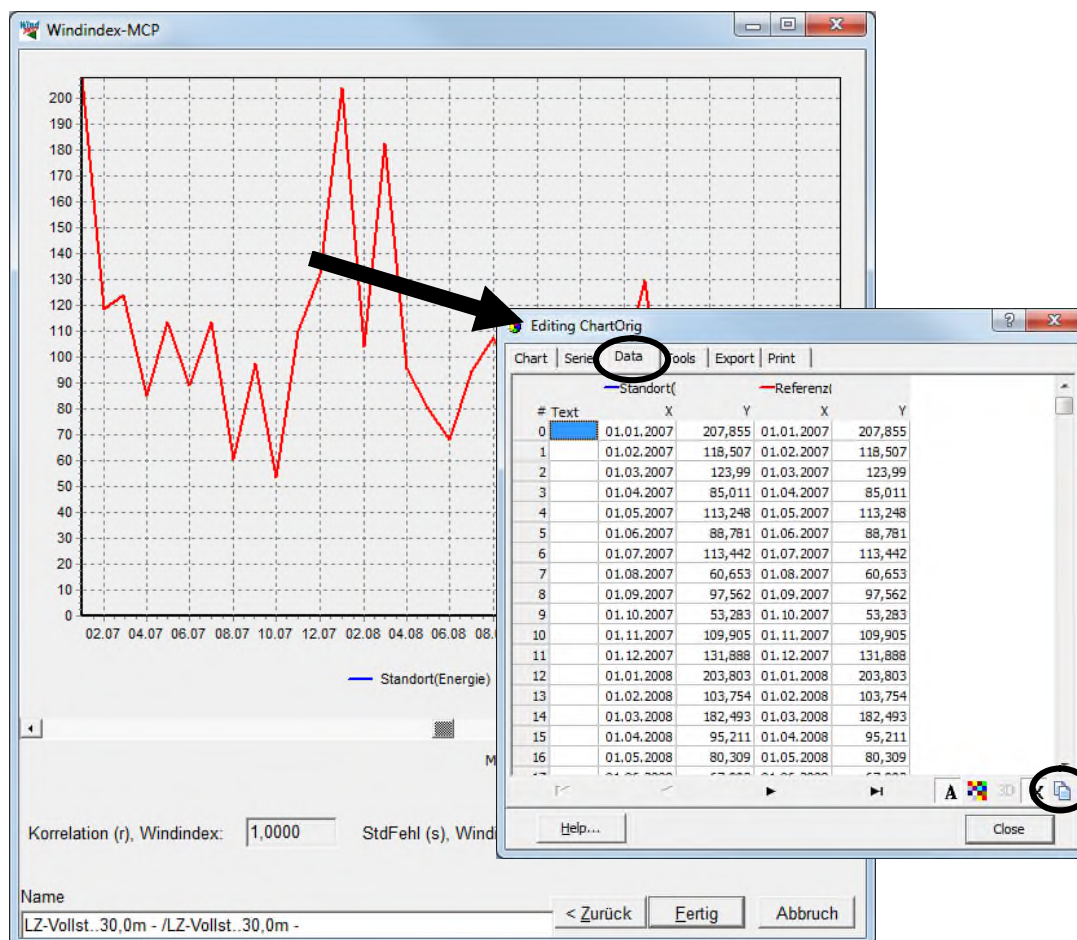 Windindex-MCP
200
190
180
170
160
150
140
130
120
110
100
90
80
70
60
50
40
30
20
10
0
02.07 04.07 06.07 08.07 10.07 12.07 02.08 04.08 06.08 08.
Standort(Energie)
M
Korrelation (r), Windindex: 1,0000 StdFehl (s), Windi
Name
LZ-Vollst..30,0m - /LZ-Vollst..30,0m -
< Zurück Fertig Abbruch
Editing ChartOrig
Chart Serie Data Tools Export Print
Standort( Referenz(
# Text X Y X Y
0 01.01.2007 207,855 01.01.2007 207,855
1 01.02.2007 118,507 01.02.2007 118,507
2 01.03.2007 123,99 01.03.2007 123,99
3 01.04.2007 85,011 01.04.2007 85,011
4 01.05.2007 113,248 01.05.2007 113,248
5 01.06.2007 88,781 01.06.2007 88,781
6 01.07.2007 113,442 01.07.2007 113,442
7 01.08.2007 60,653 01.08.2007 60,653
8 01.09.2007 97,562 01.09.2007 97,562
9 01.10.2007 53,283 01.10.2007 53,283
10 01.11.2007 109,905 01.11.2007 109,905
11 01.12.2007 131,888 01.12.2007 131,888
12 01.01.2008 203,803 01.01.2008 203,803
13 01.02.2008 103,754 01.02.2008 103,754
14 01.03.2008 182,493 01.03.2008 182,493
15 01.04.2008 95,211 01.04.2008 95,211
16 01.05.2008 80,309 01.05.2008 80,309
A 3D X
Help... Close